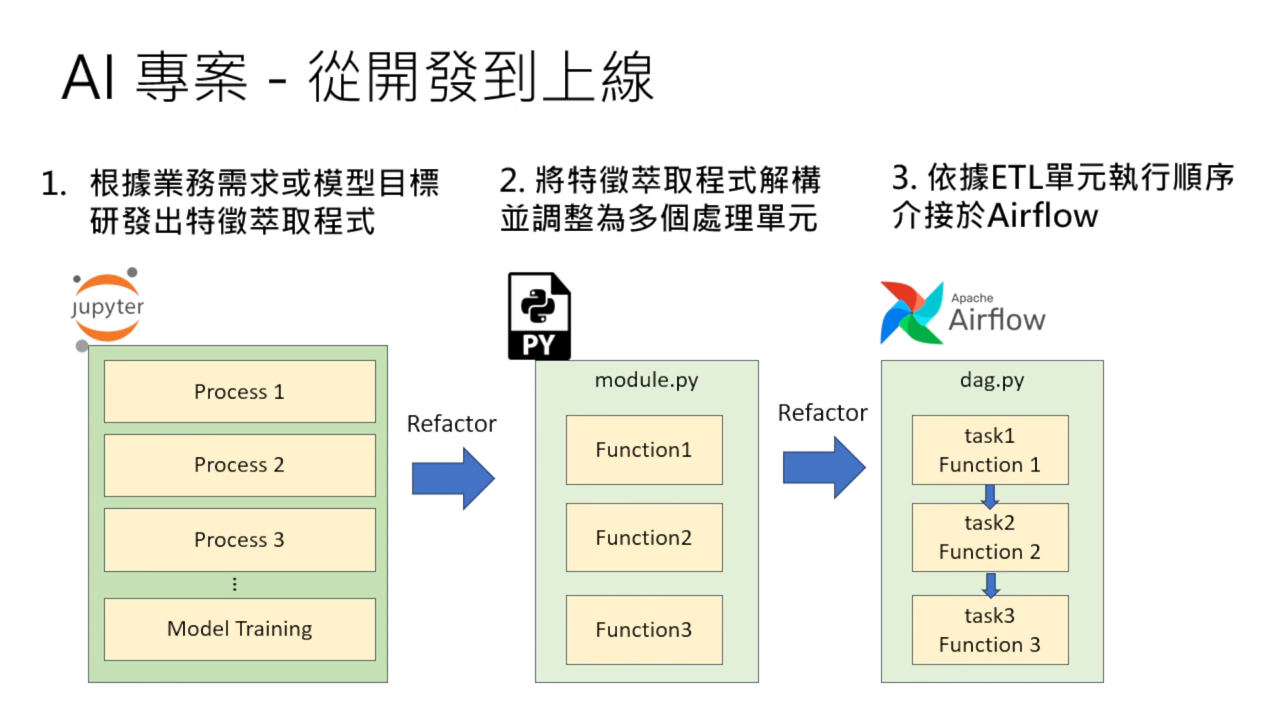 AI 專案 - 從開發到上線
1. 根據業務需求或模型目標
研發出特徵萃取程式
2. 將特徵萃取程式解構
並調整為多個處理單元
3. 依據ETL單元執行順序
介接於Airflow
jupyter
Process 1
Process 2
Process 3
⋮
Model Training
Refactor
PY
module.py
Function1
Function2
Function3
Refactor
Apache
Airflow
dag.py
task1
Function 1
task2
Function 2
task3
Function 3